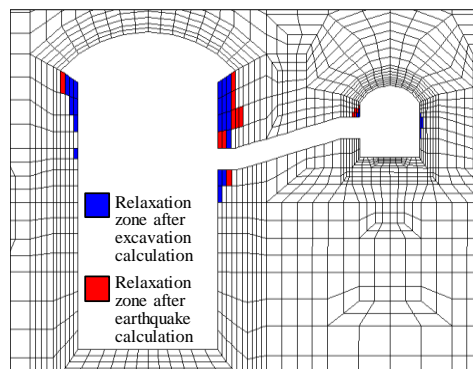 Relaxation
zone after
excavation
calculation
Relaxation
zone after
earthquake
calculation